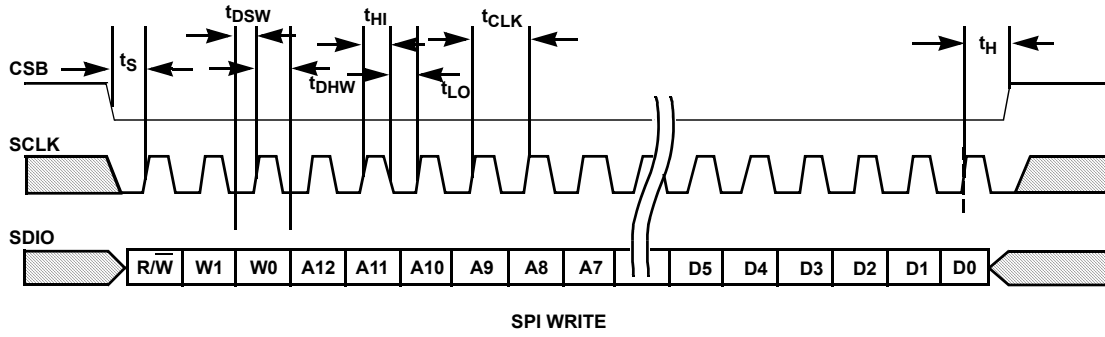 tDSW
tHI
tCLK
tH
CSB
tS
tDHW
tLO
SCLK
SDIO
R/W̅ W1 W0 A12 A11 A10 A9 A8 A7 D5 D4 D3 D2 D1 D0
SPI WRITE